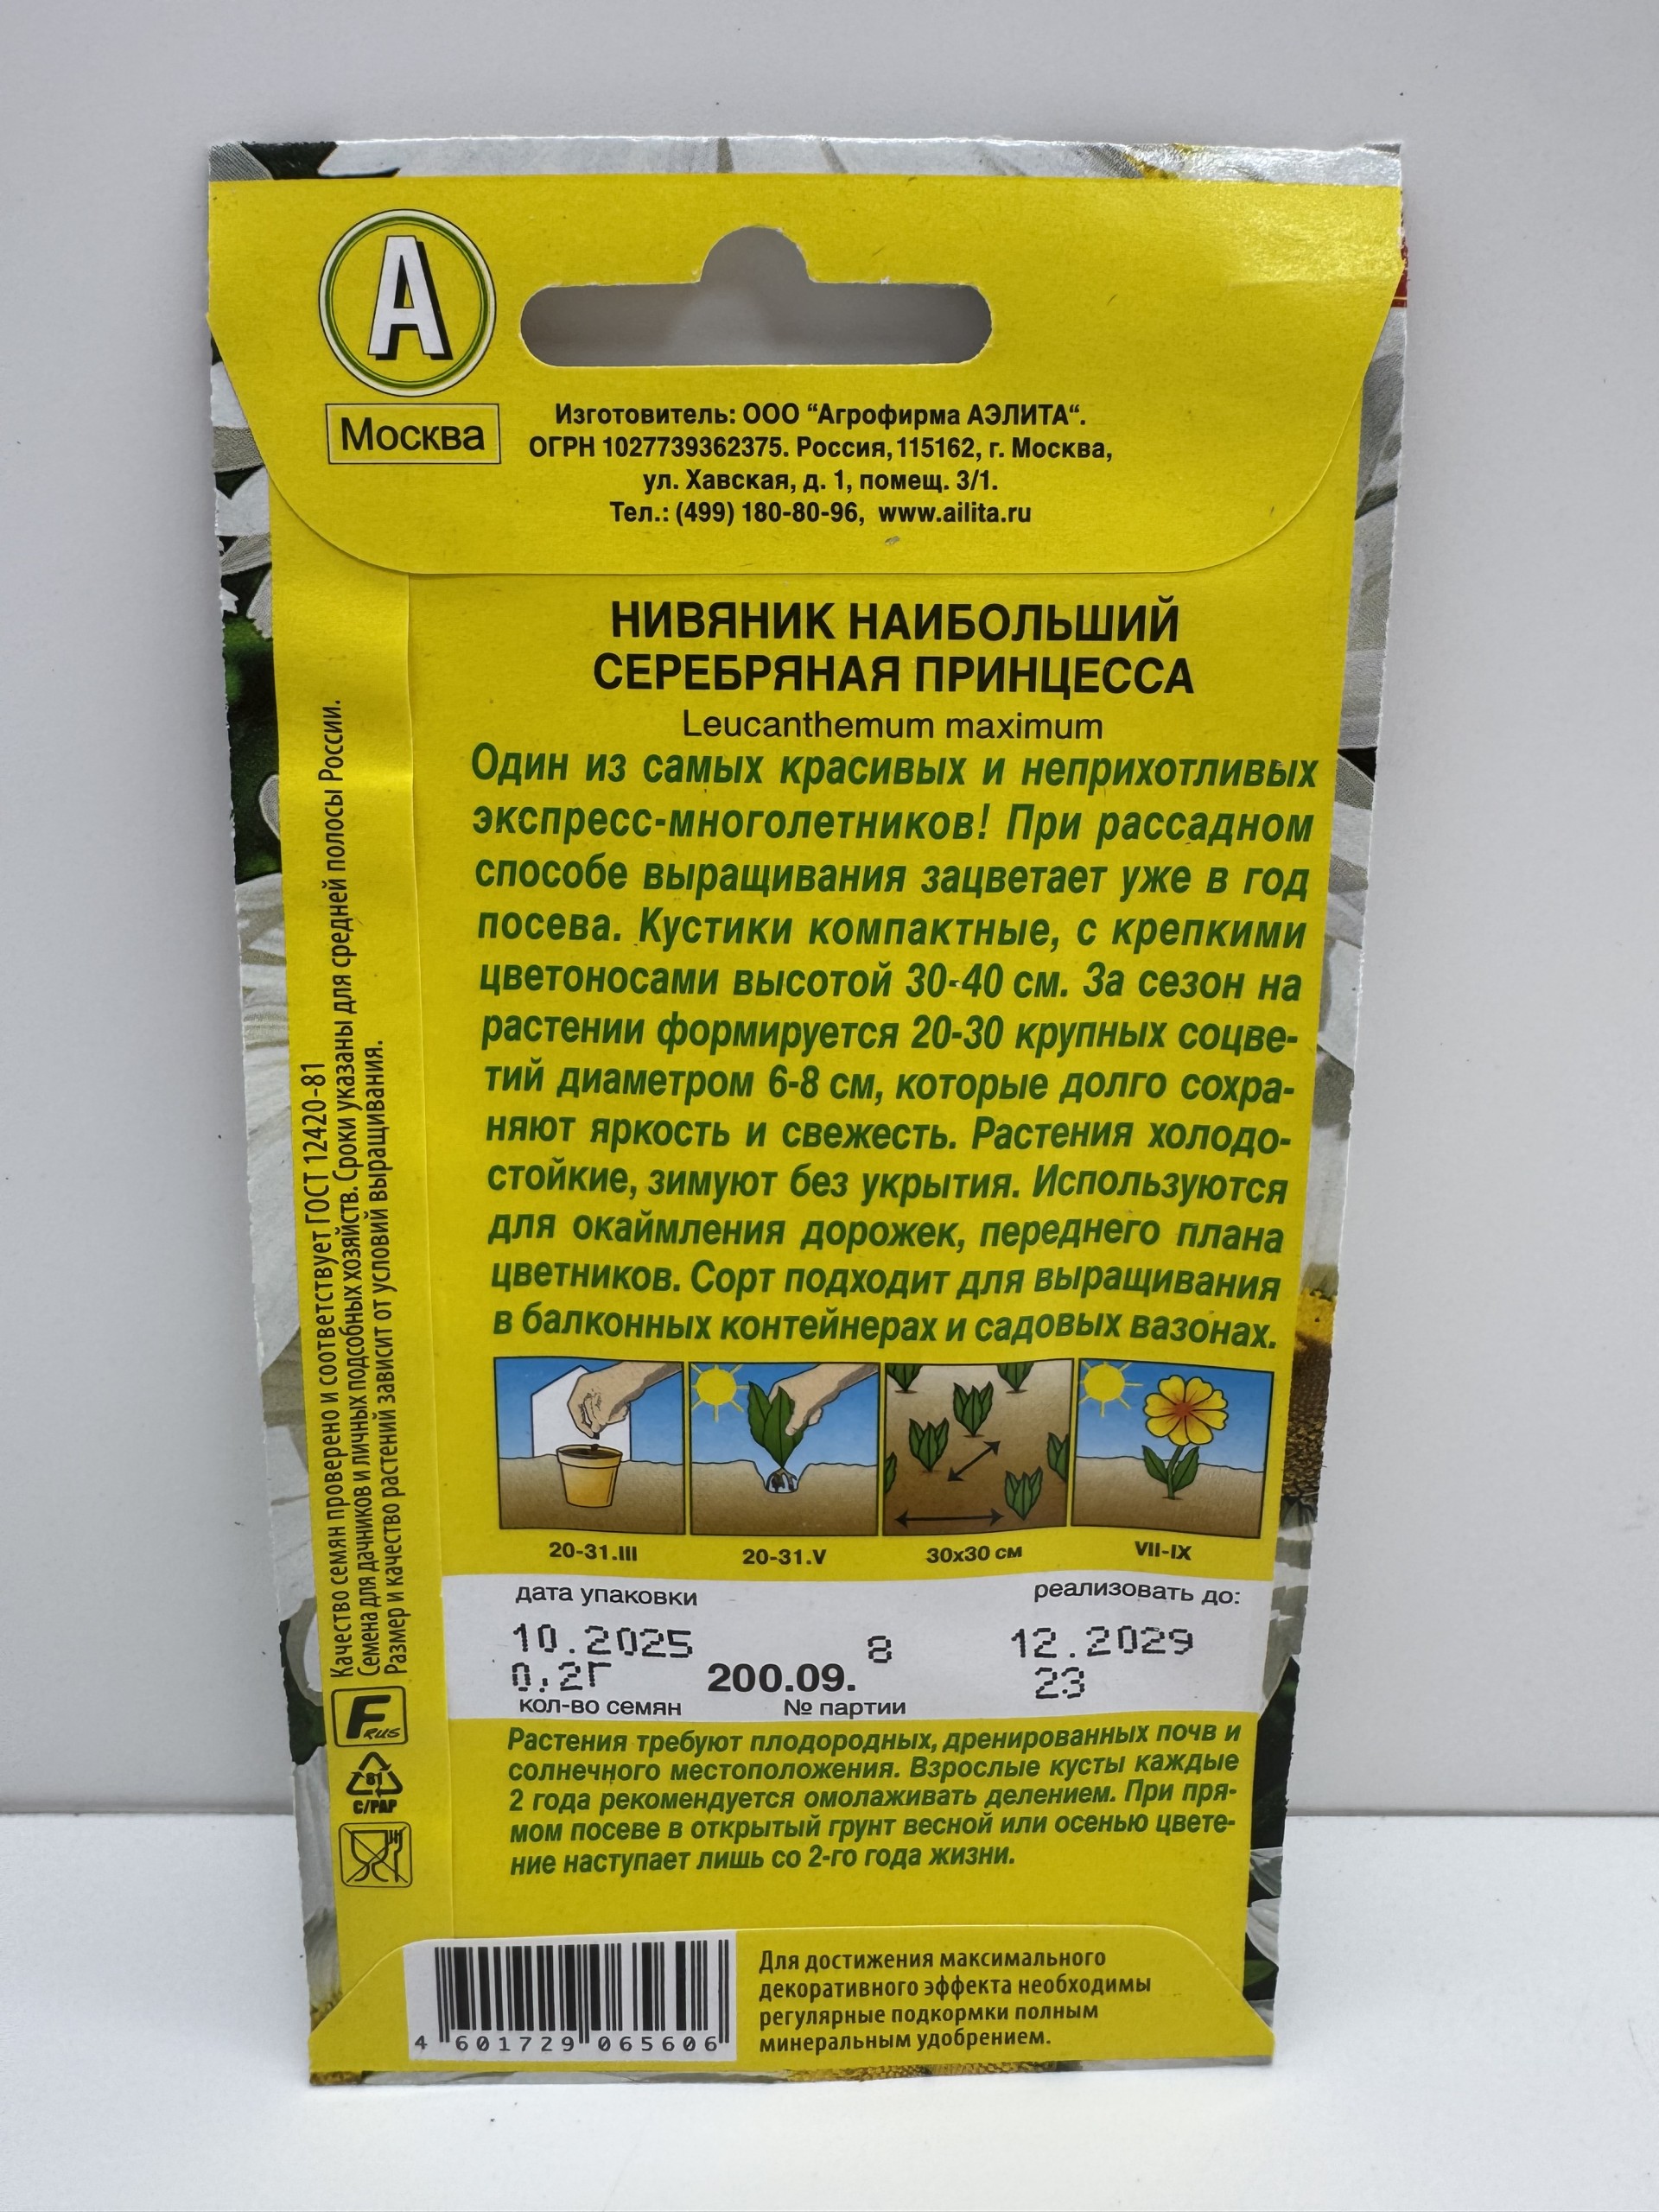 А
Москва
Изготовитель: ООО “Агрофирма АЭЛИТА“.
ОГРН 1027739362375. Россия,115162, г. Москва,
ул. Хавская, д. 1, помещ. 3/1.
Тел.: (499) 180-80-96, www.ailita.ru
НИВЯНИК НАИБОЛЬШИЙ
СЕРЕБРЯНАЯ ПРИНЦЕССА
Leucanthemum maximum
Один из самых красивых и неприхотливых
экспресс-многолетников! При рассадном
способе выращивания зацветает уже в год
посева. Кустики компактные, с крепкими
цветоносами высотой 30-40 см. За сезон на
растении формируется 20-30 крупных соцве-
тий диаметром 6-8 см, которые долго сохра-
няют яркость и свежесть. Растения холодо-
стойкие, зимуют без укрытия. Используются
для окаймления дорожек, переднего плана
цветников. Сорт подходит для выращивания
в балконных контейнерах и садовых вазонах.
20-31.III 20-31.V 30х30 см VII-IX
дата упаковки реализовать до:
10.2025 8 12.2029
0,2Г 200.09. 23
кол-во семян № партии
Растения требуют плодородных, дренированных почв и
солнечного местоположения. Взрослые кусты каждые
2 года рекомендуется омолаживать делением. При пря-
мом посеве в открытый грунт весной или осенью цвете-
ние наступает лишь со 2-го года жизни.
Качество семян проверено и соответствует ГОСТ 12420-81
Семена для дачников и личных подсобных хозяйств. Сроки указаны для средней полосы России.
Размер и качество растений зависит от условий выращивания.
F RUS
81
C/PAP
4 601729 065606
Для достижения максимального
декоративного эффекта необходимы
регулярные подкормки полным
минеральным удобрением.